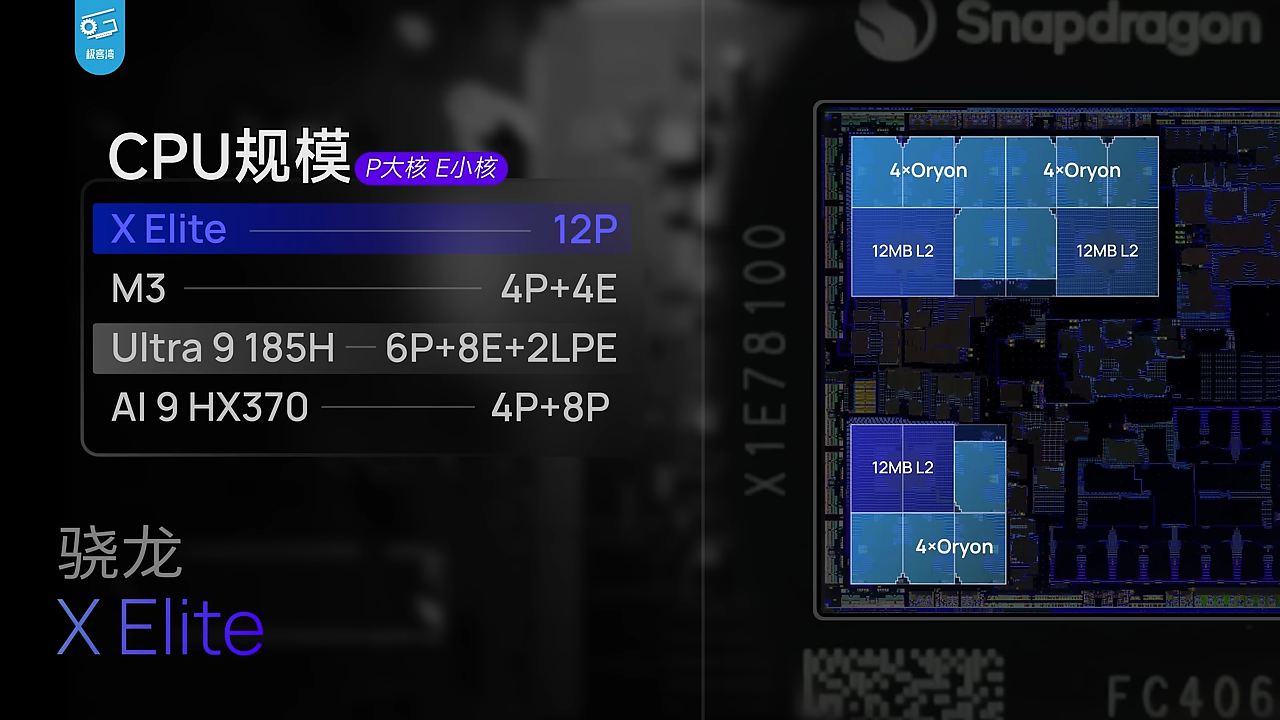 极客湾
Snapdragon
CPU规模
P大核 E小核
X Elite 12P
M3 4P+4E
Ultra 9 185H 6P+8E+2LPE
AI 9 HX370 4P+8P
骁龙
X Elite
X1E78100
4×Oryon 4×Oryon
12MB L2 12MB L2
12MB L2
4×Oryon
FC406